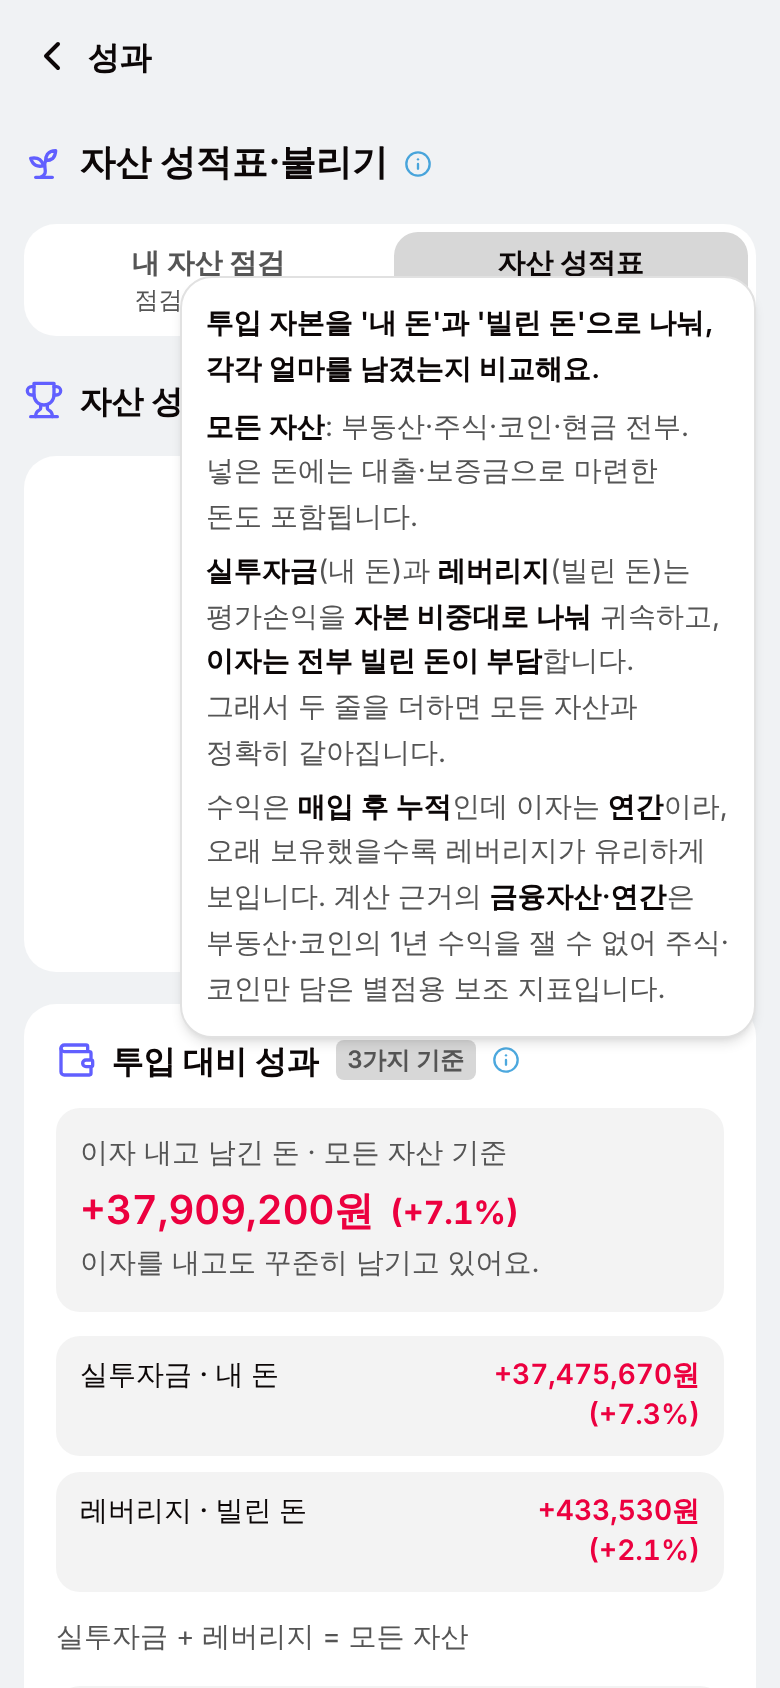 성과
자산 성적표·불리기
내 자산 점검
자산 성적표
점검
자산 성
투입 자본을 '내 돈'과 '빌린 돈'으로 나눠,
각각 얼마를 남겼는지 비교해요.
모든 자산: 부동산·주식·코인·현금 전부.
넣은 돈에는 대출·보증금으로 마련한
돈도 포함됩니다.
실투자금(내 돈)과 레버리지(빌린 돈)는
평가손익을 자본 비중대로 나눠 귀속하고,
이자는 전부 빌린 돈이 부담합니다.
그래서 두 줄을 더하면 모든 자산과
정확히 같아집니다.
수익은 매입 후 누적인데 이자는 연간이라,
오래 보유했을수록 레버리지가 유리하게
보입니다. 계산 근거의 금융자산·연간은
부동산·코인의 1년 수익을 잴 수 없어 주식·
코인만 담은 별점용 보조 지표입니다.
투입 대비 성과 3가지 기준
이자 내고 남긴 돈 · 모든 자산 기준
+37,909,200원 (+7.1%)
이자를 내고도 꾸준히 남기고 있어요.
실투자금 · 내 돈 +37,475,670원
(+7.3%)
레버리지 · 빌린 돈 +433,530원
(+2.1%)
실투자금 + 레버리지 = 모든 자산